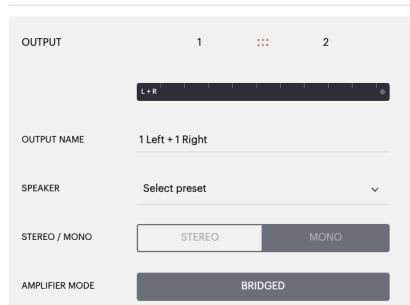 OUTPUT 1 2
L+R
OUTPUT NAME 1 Left + 1 Right
SPEAKER Select preset
STEREO / MONO STEREO MONO
AMPLIFIER MODE BRIDGED